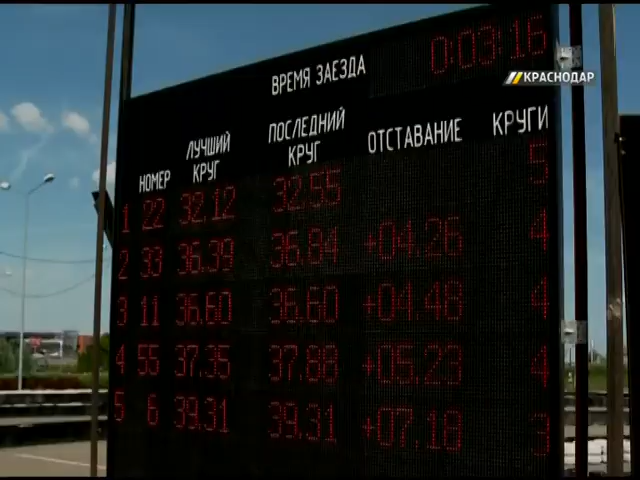 ВРЕМЯ ЗАЕЗДА 0:03:16
КРАСНОДАР
НОМЕР ЛУЧШИЙ КРУГ ПОСЛЕДНИЙ КРУГ ОТСТАВАНИЕ КРУГИ
1 22 32.12 32.55 5
2 33 36.39 36.84 +04.26 4
3 11 36.60 36.60 +04.48 4
4 55 37.35 37.88 +05.23 4
5 6 39.31 39.31 +07.18 3